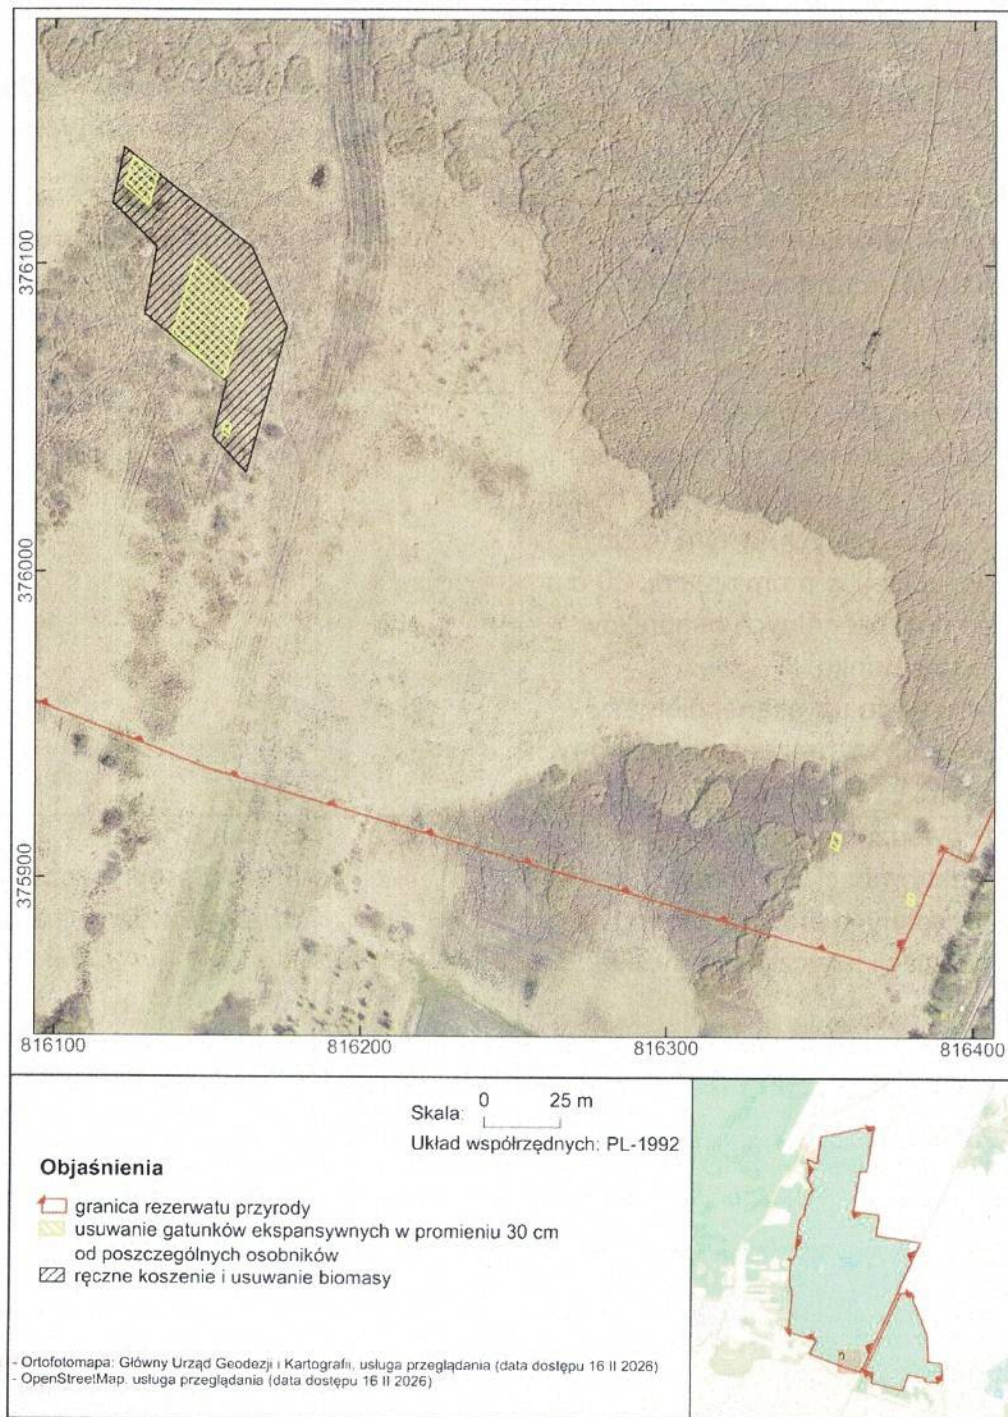 376100
376000
375900
816100
816200
816300
816400
Skala: 0 25 m
Układ współrzędnych: PL-1992
Objaśnienia
granica rezerwatu przyrody
usuwanie gatunków ekspansywnych w promieniu 30 cm
od poszczególnych osobników
ręczne koszenie i usuwanie biomasy
- Ortofotomapa: Główny Urząd Geodezji i Kartografii, usługa przeglądania (data dostępu 16 II 2026)
- OpenStreetMap. usługa przeglądania (data dostępu 16 II 2026)